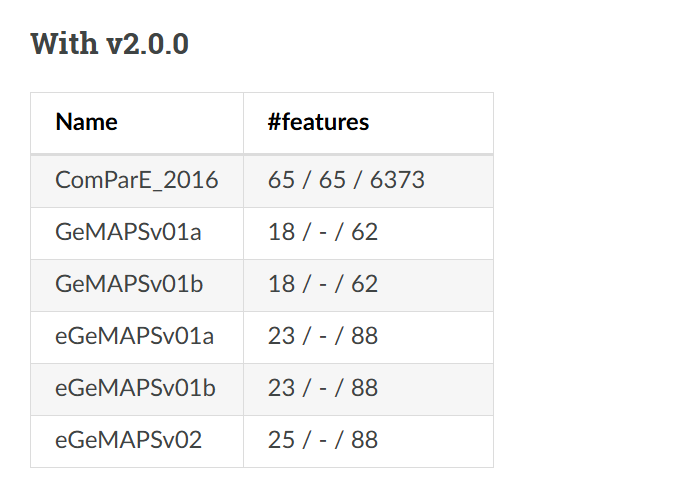 With v2.0.0
Name #features
ComParE_2016 65 / 65 / 6373
GeMAPSv01a 18 / - / 62
GeMAPSv01b 18 / - / 62
eGeMAPSv01a 23 / - / 88
eGeMAPSv01b 23 / - / 88
eGeMAPSv02 25 / - / 88